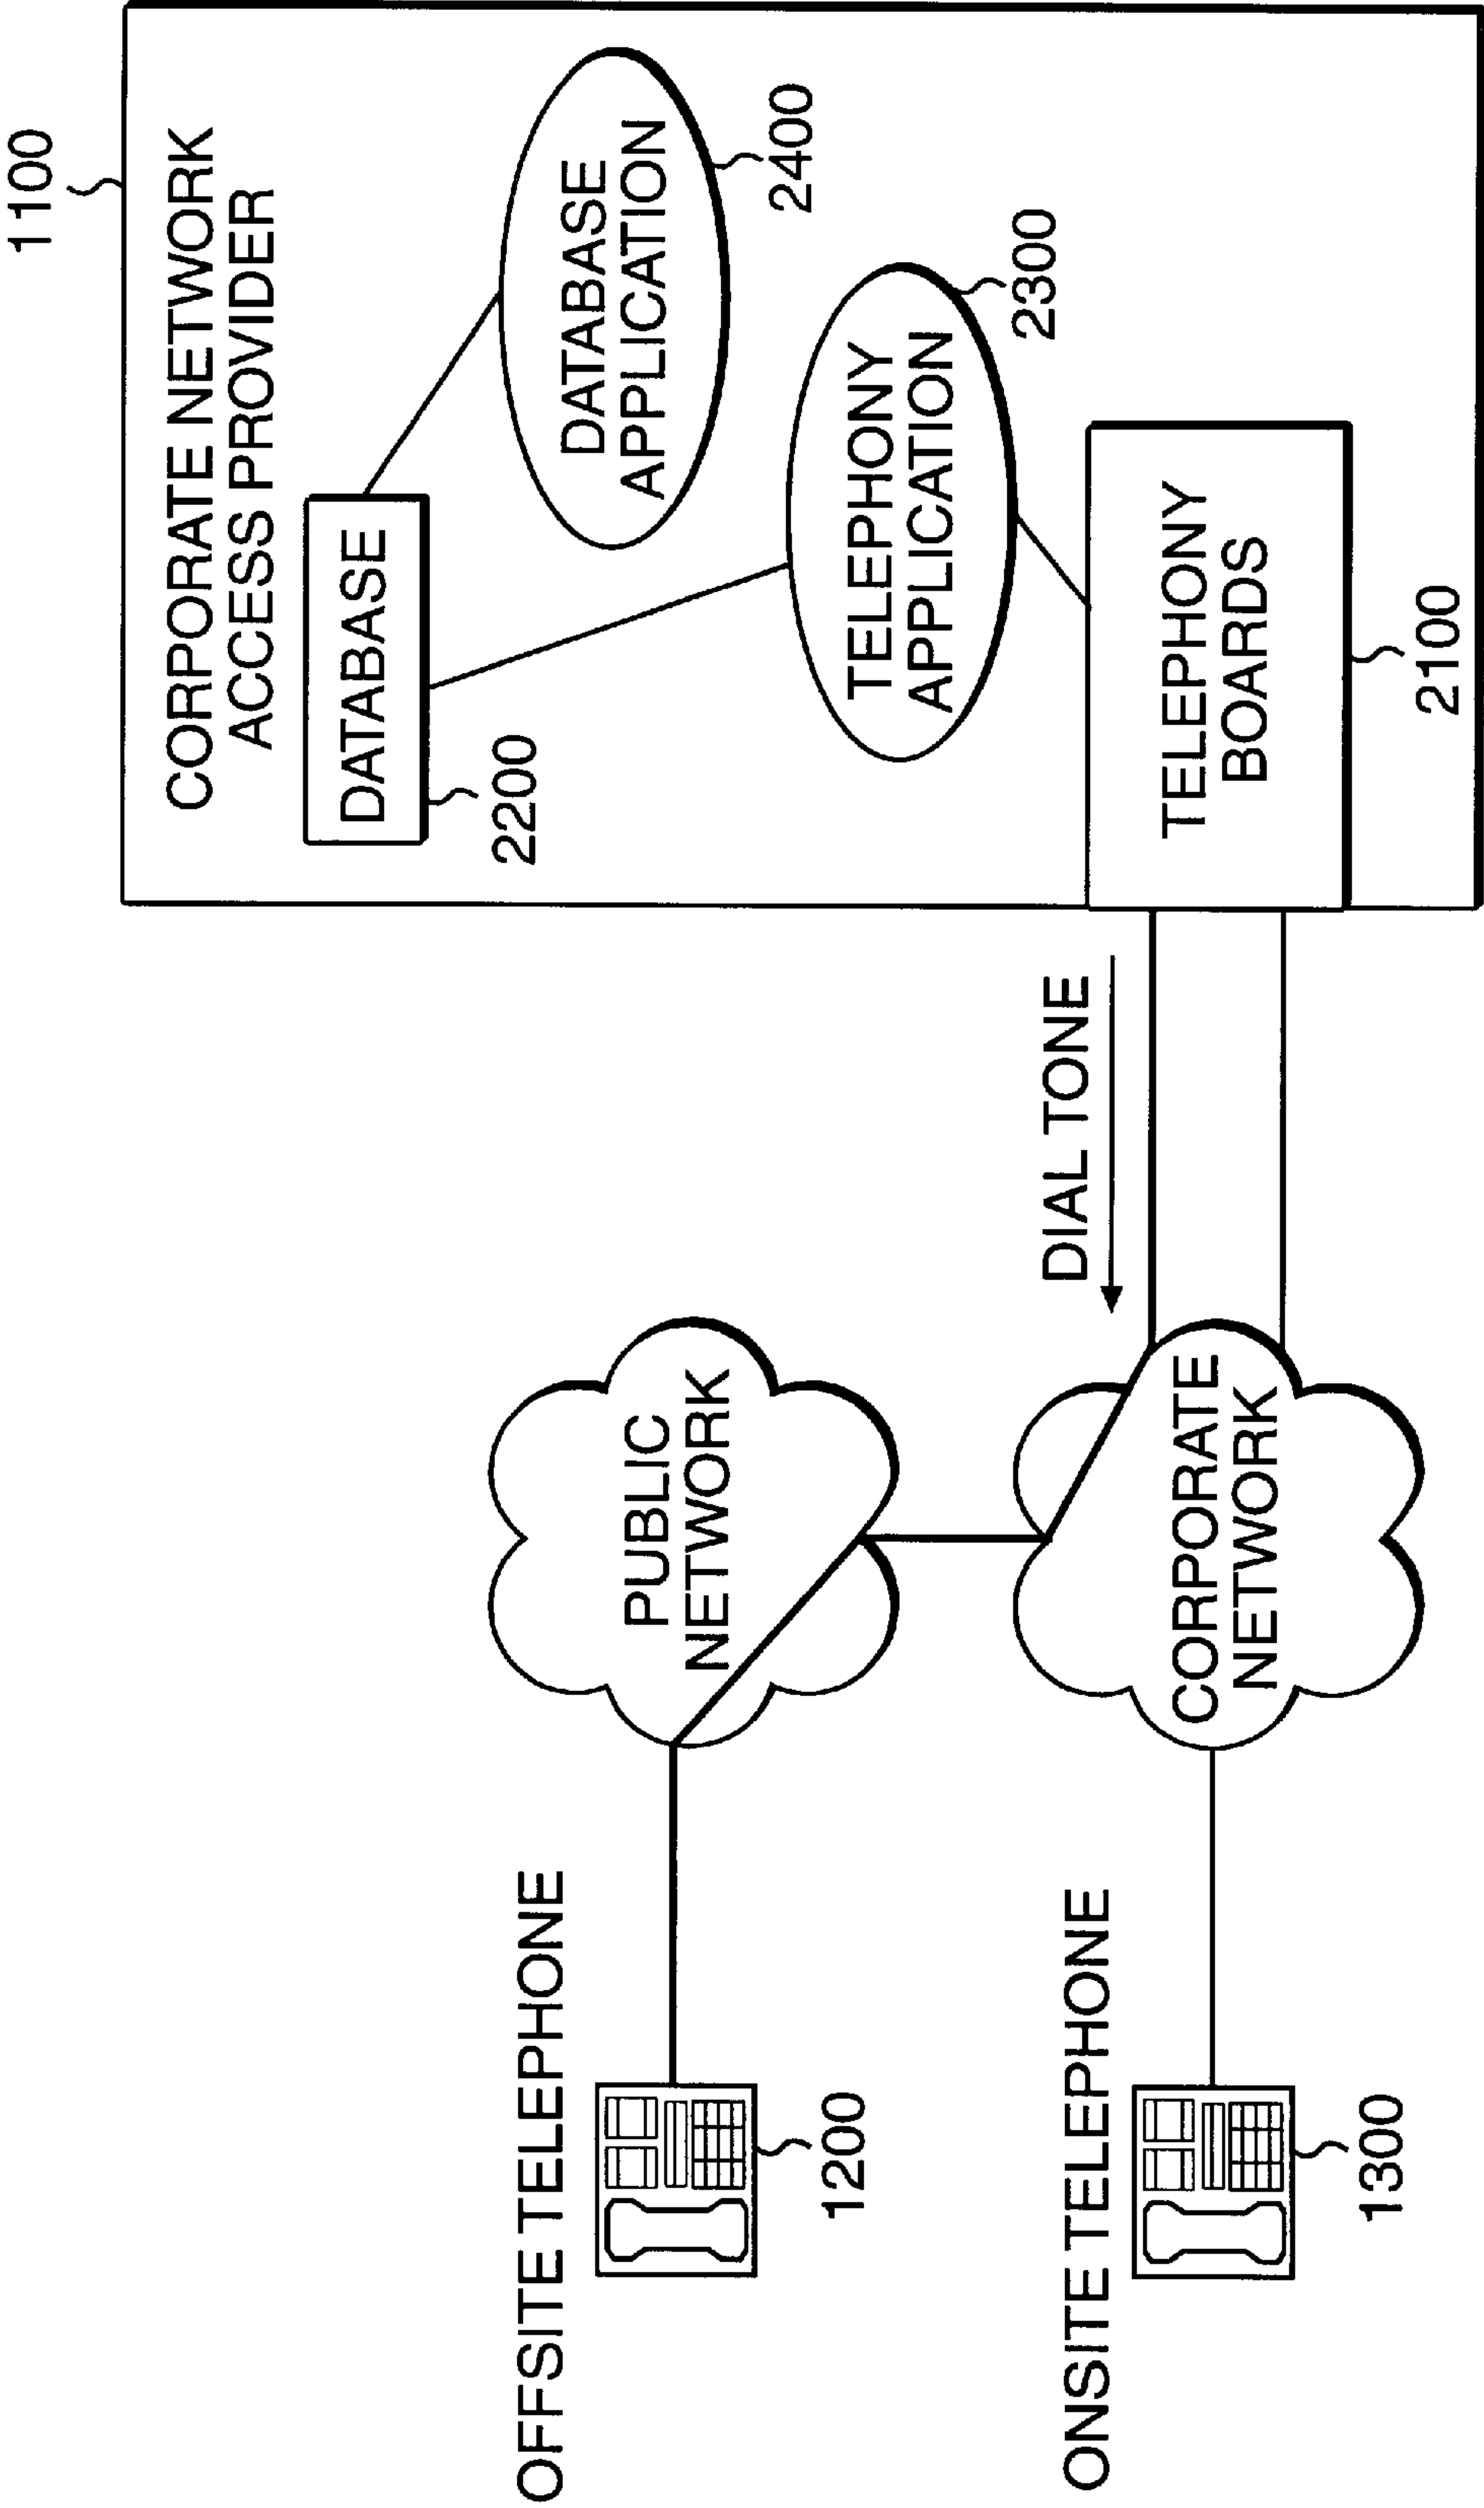 1100
CORPORATE NETWORK
ACCESS PROVIDER
DATABASE
2200
DATABASE
APPLICATION
2400
TELEPHONY
APPLICATION
2300
TELEPHONY
BOARDS
2100
DIAL TONE
PUBLIC
NETWORK
CORPORATE
NETWORK
OFFSITE TELEPHONE
1200
ONSITE TELEPHONE
1300